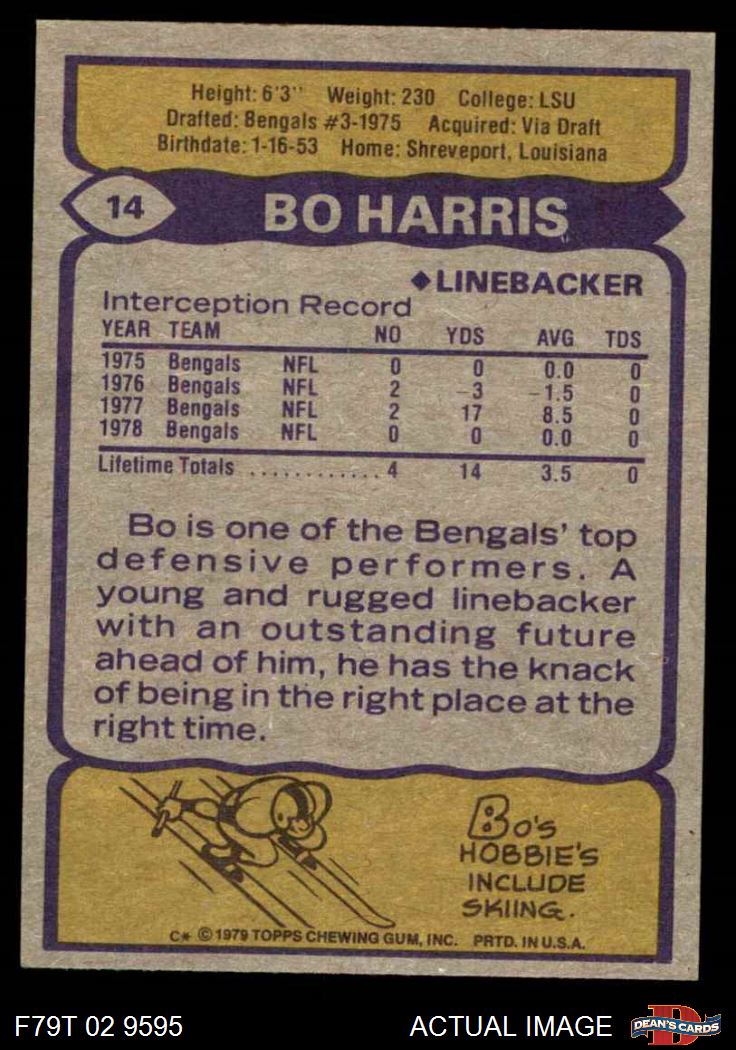 Height: 6'3'' Weight: 230 College: LSU
Drafted: Bengals #3-1975 Acquired: Via Draft
Birthdate: 1-16-53 Home: Shreveport, Louisiana
14 BO HARRIS
◆LINEBACKER
Interception Record
YEAR TEAM NO YDS AVG TDS
1975 Bengals NFL 0 0 0.0 0
1976 Bengals NFL 2 -3 -1.5 0
1977 Bengals NFL 2 17 8.5 0
1978 Bengals NFL 0 0 0.0 0
Lifetime Totals ............ 4 14 3.5 0
Bo is one of the Bengals' top
defensive performers. A
young and rugged linebacker
with an outstanding future
ahead of him, he has the knack
of being in the right place at the
right time.
Bo's
HOBBIE'S
INCLUDE
SKIING.
C* © 1979 TOPPS CHEWING GUM, INC. PRTD. IN U.S.A.
F79T 02 9595 ACTUAL IMAGE D DEAN'S CARDS